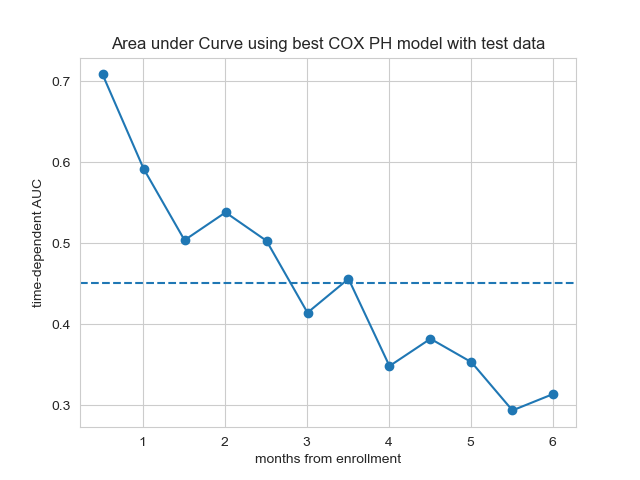 Area under Curve using best COX PH model with test data
time-dependent AUC
0.7
0.6
0.5
0.4
0.3
1 2 3 4 5 6
months from enrollment